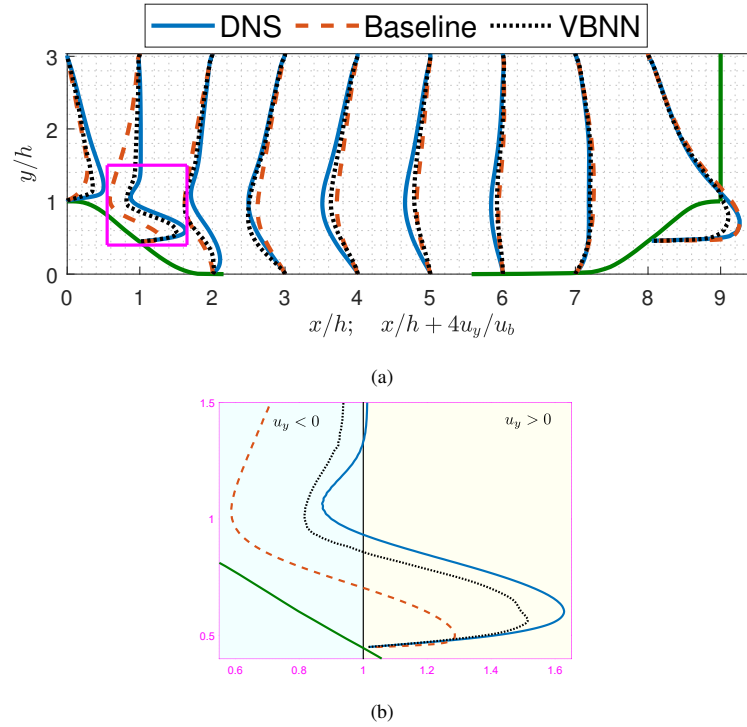 DNS Baseline VBNN
3
2
1
0
y/h
0 1 2 3 4 5 6 7 8 9
x/h; x/h + 4u_y/u_b
(a)
1.5
u_y < 0 u_y > 0
1
0.5
0.6 0.8 1 1.2 1.4 1.6
(b)